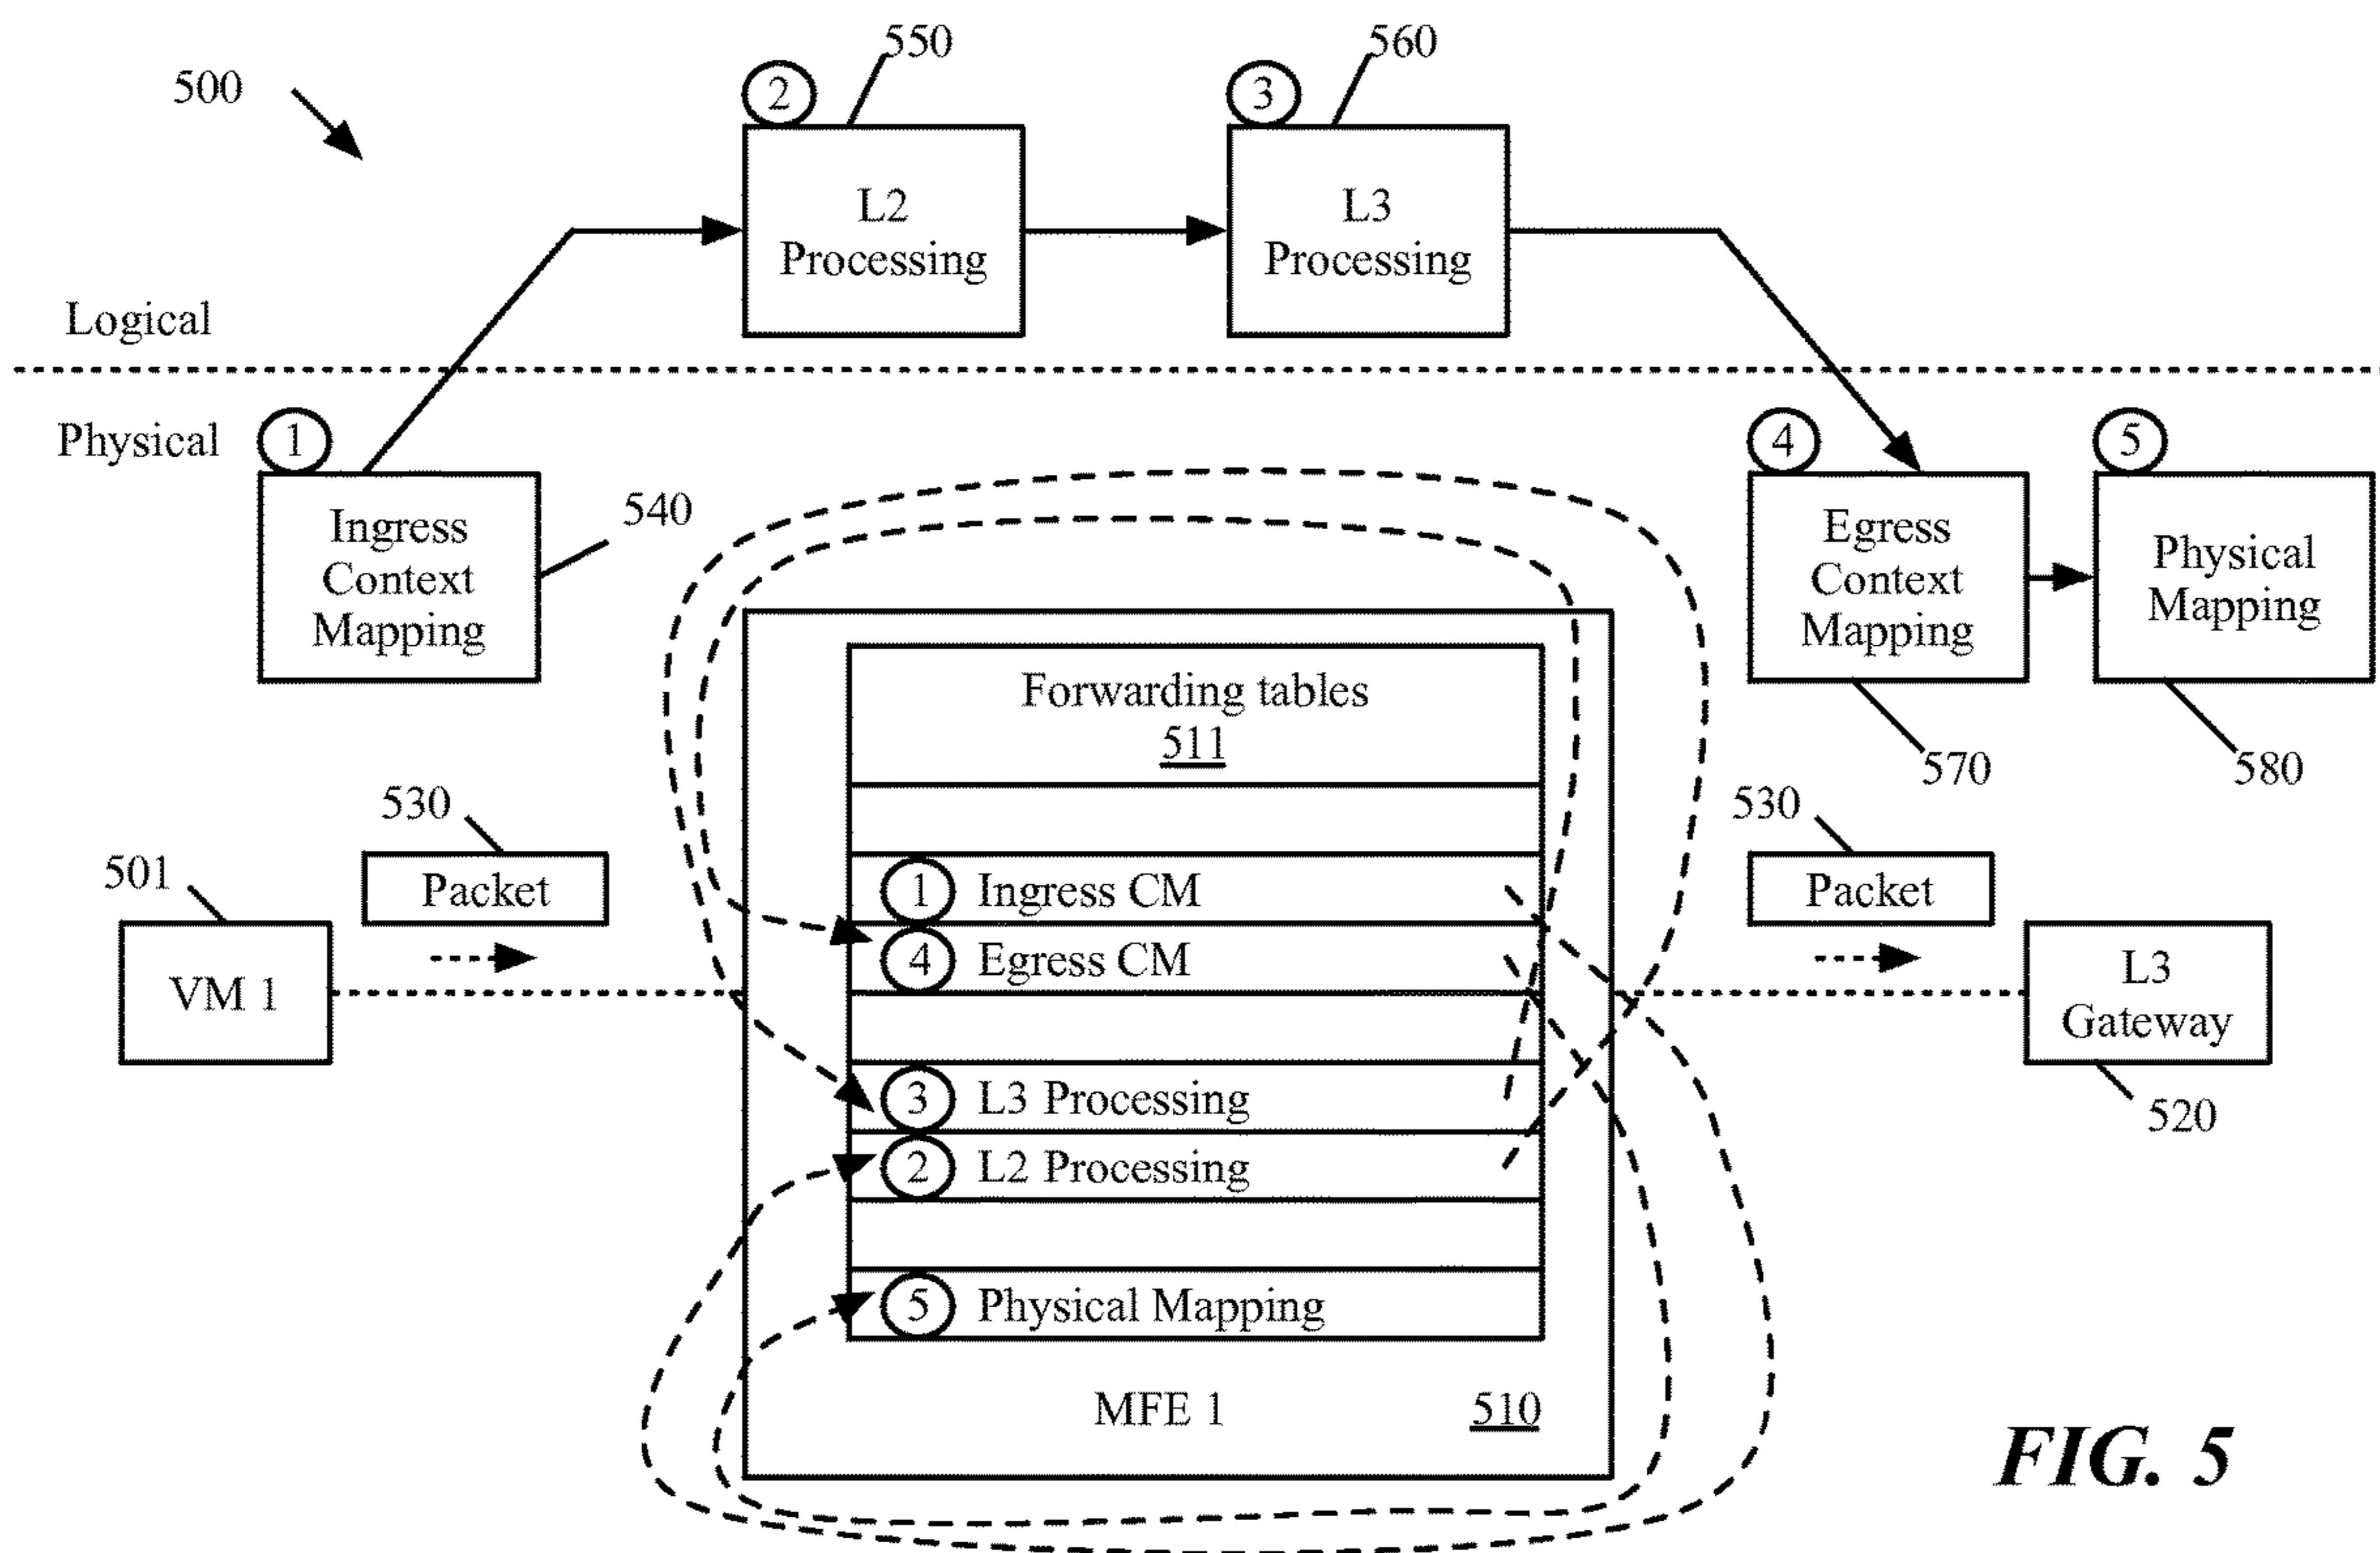 500
550
560
2
3
L2
Processing
L3
Processing
Logical
Physical
1
Ingress
Context
Mapping
540
4
Egress
Context
Mapping
570
5
Physical
Mapping
580
501
VM 1
530
Packet
Forwarding tables
511
1 Ingress CM
4 Egress CM
3 L3 Processing
2 L2 Processing
5 Physical Mapping
MFE 1
510
530
Packet
L3
Gateway
520
FIG. 5